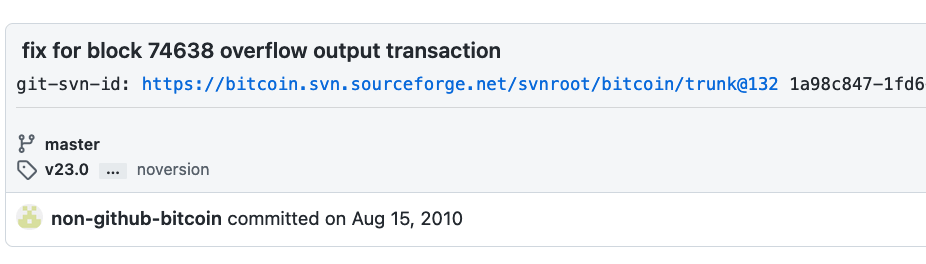 fix for block 74638 overflow output transaction
git-svn-id: https://bitcoin.svn.sourceforge.net/svnroot/bitcoin/trunk@132 1a98c847-1fd6
master
v23.0 ... noversion
non-github-bitcoin committed on Aug 15, 2010